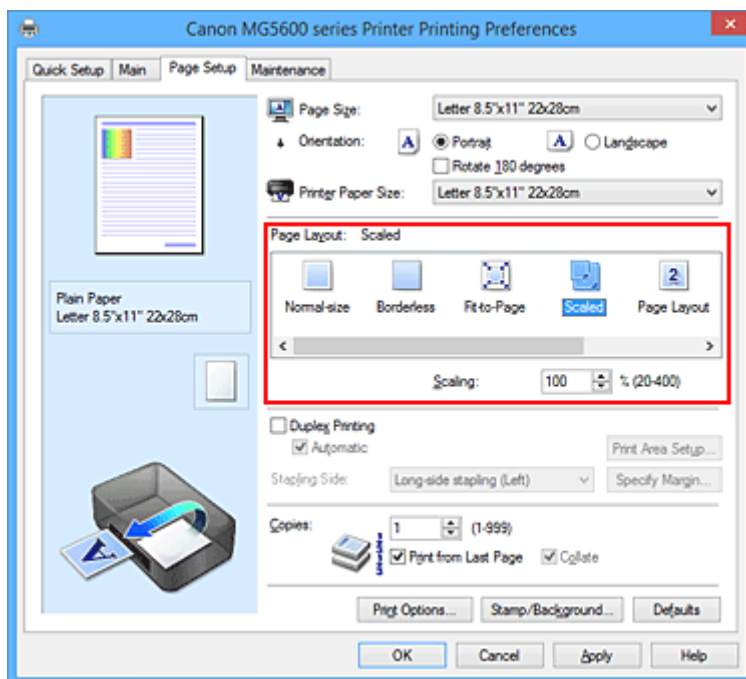 Canon MG5600 series Printer Printing Preferences
Quick Setup Main Page Setup Maintenance
Page Size: Letter 8.5"x11" 22x28cm
Orientation: A Portrait A Landscape
Rotate 180 degrees
Printer Paper Size: Letter 8.5"x11" 22x28cm
Page Layout: Scaled
2
Normal-size Borderless Fit-to-Page Scaled Page Layout
Scaling: 100 % (20-400)
Plain Paper
Letter 8.5"x11" 22x28cm
Duplex Printing
Automatic Print Area Setup...
Stapling Side: Long-side stapling (Left) Specify Margin...
Copies: 1 (1-999)
Print from Last Page Collate
A
Print Options... Stamp/Background... Defaults
OK Cancel Apply Help